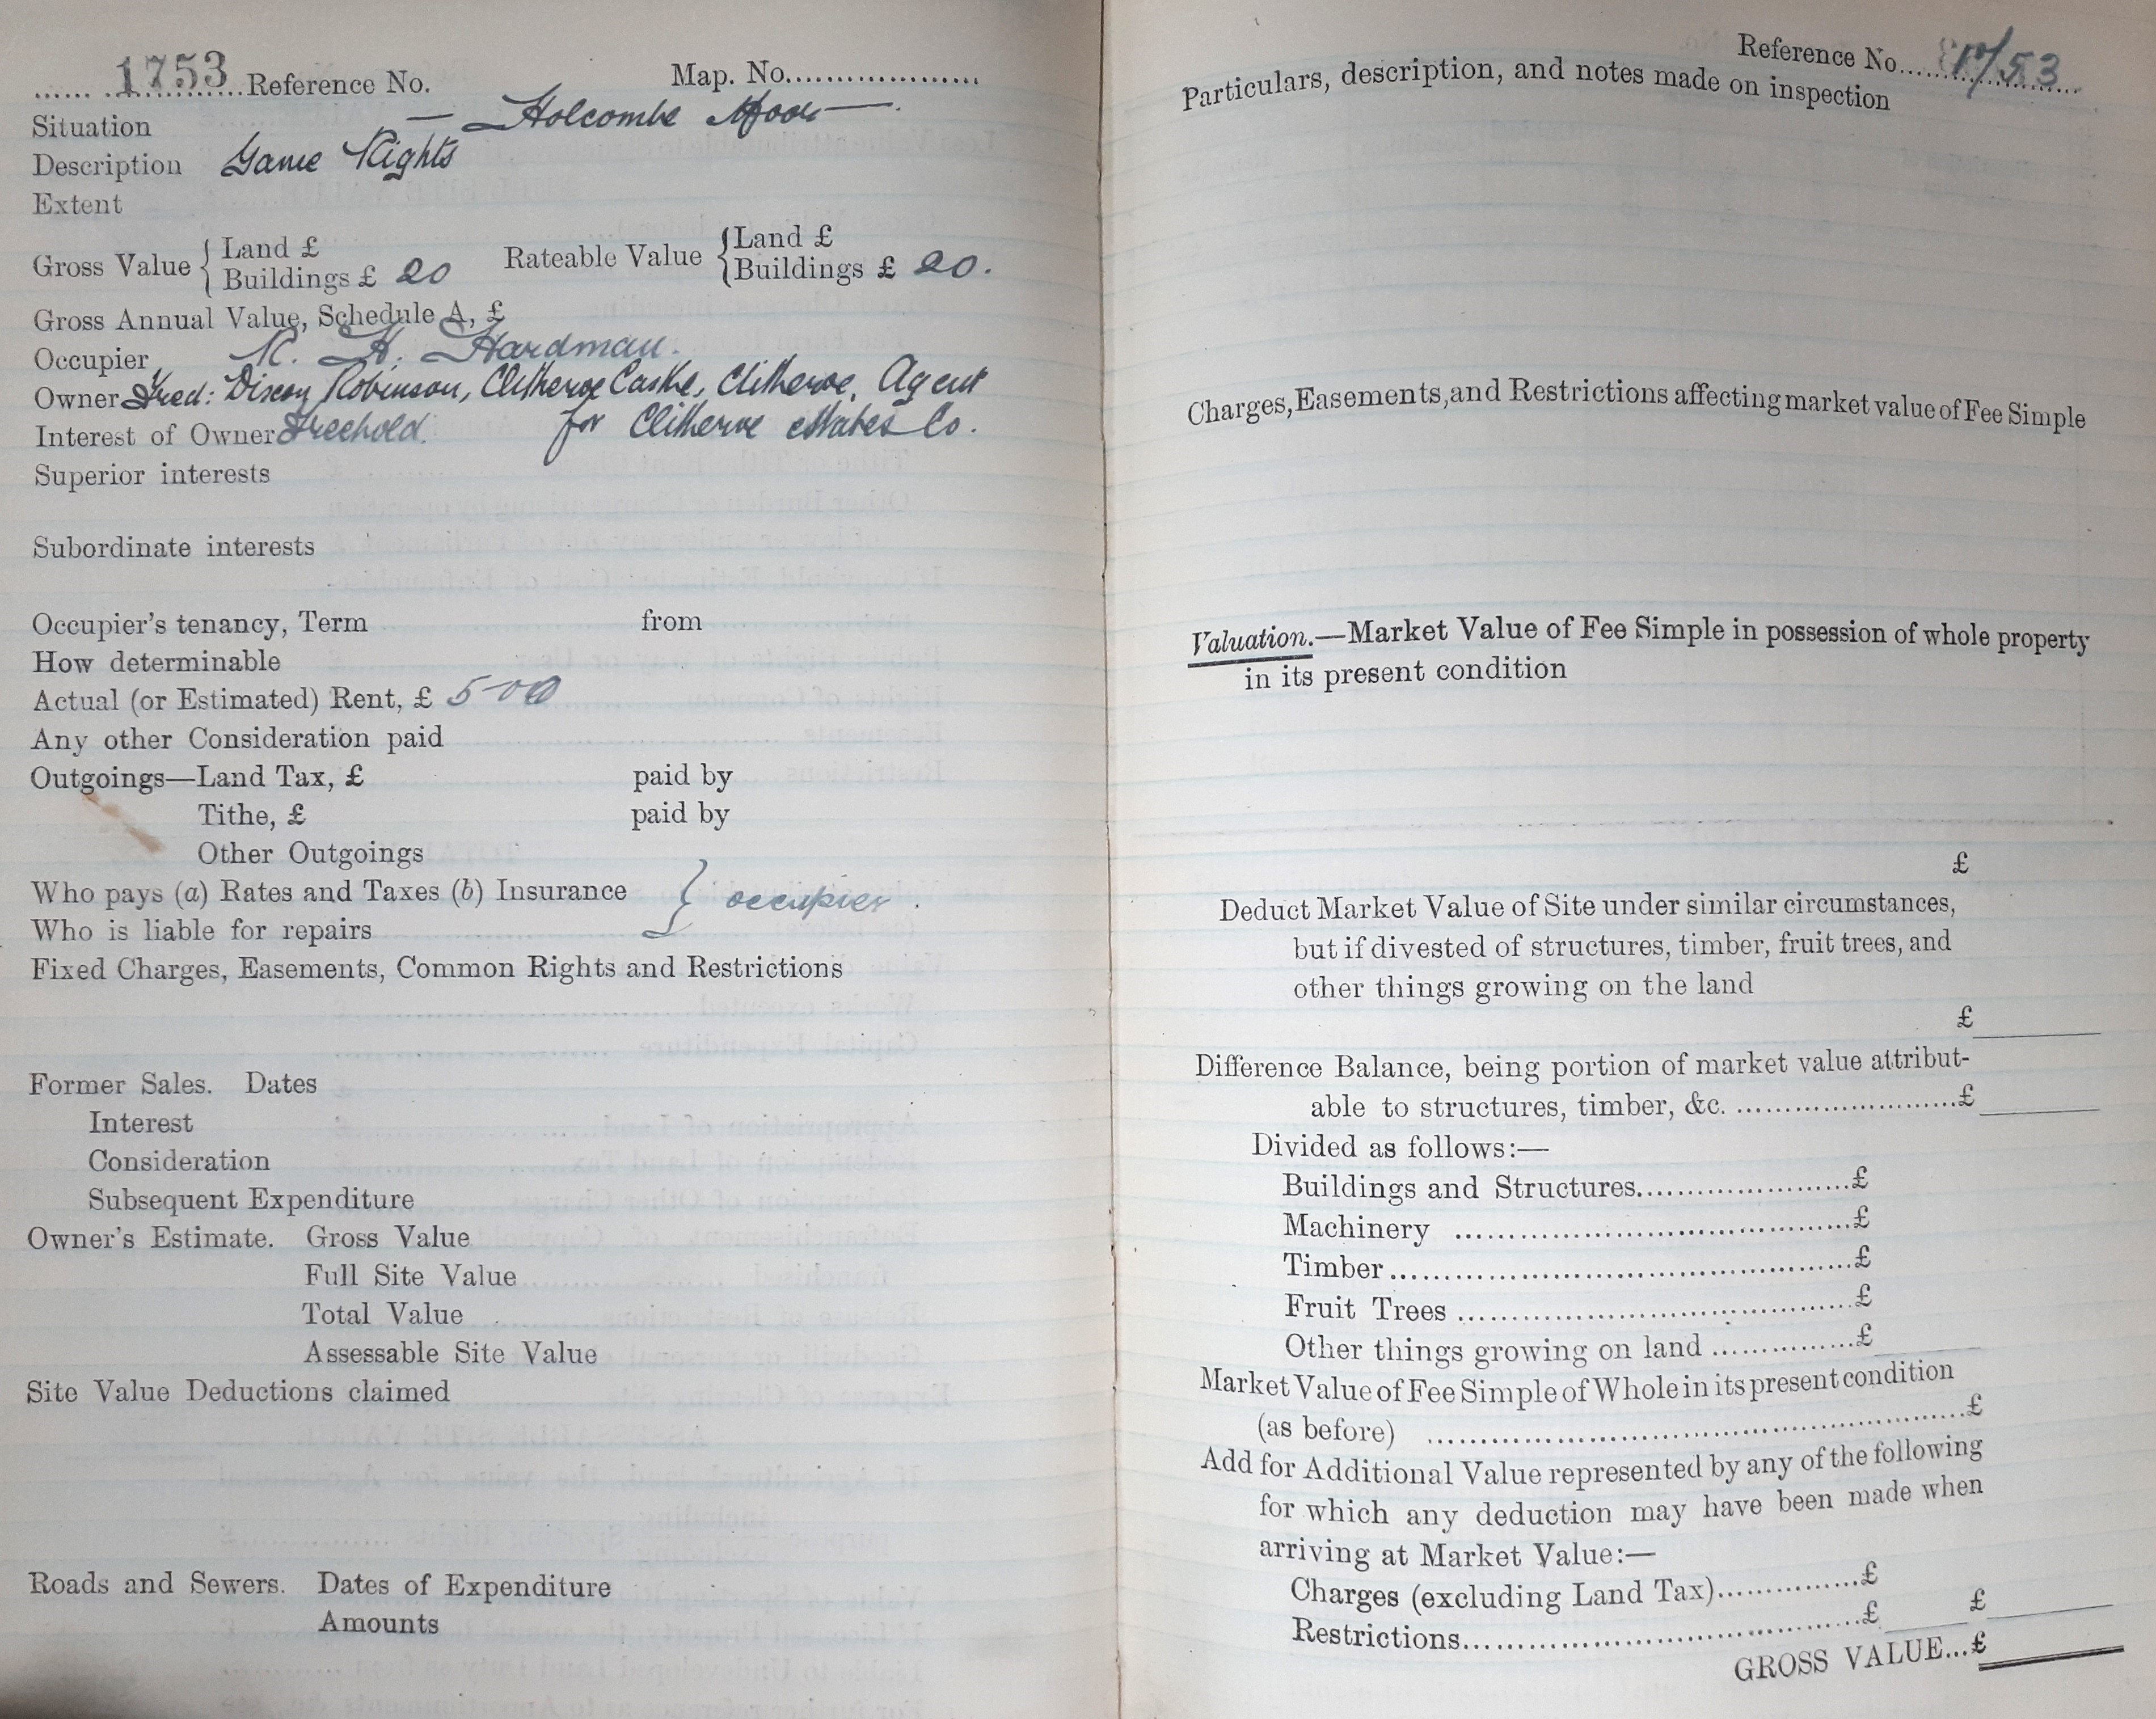 ...... 1753 Reference No. Map. No....................
Situation — Holcombe Moor —.
Description Game Rights
Extent
Gross Value { Land £
Buildings £ 20
Rateable Value { Land £
Buildings £ 20.
Gross Annual Value, Schedule A, £
Occupier R. H. Hardman.
Owner Fred: Robinson, Clitheroe Castle, Clitheroe, Agent
for Clitheroe estates Co.
Interest of Owner Freehold.
Superior interests
Subordinate interests
Occupier's tenancy, Term from
How determinable
Actual (or Estimated) Rent, £ 500
Any other Consideration paid
Outgoings—Land Tax, £ paid by
Tithe, £ paid by
Other Outgoings
Who pays (a) Rates and Taxes (b) Insurance } occupier.
Who is liable for repairs
Fixed Charges, Easements, Common Rights and Restrictions
Former Sales. Dates
Interest
Consideration
Subsequent Expenditure
Owner's Estimate. Gross Value
Full Site Value
Total Value
Assessable Site Value
Site Value Deductions claimed
Roads and Sewers. Dates of Expenditure
Amounts
Reference No. 1753
Particulars, description, and notes made on inspection
Charges, Easements, and Restrictions affecting market value of Fee Simple
Valuation.—Market Value of Fee Simple in possession of whole property
in its present condition
£
Deduct Market Value of Site under similar circumstances,
but if divested of structures, timber, fruit trees, and
other things growing on the land
£
Difference Balance, being portion of market value attribut-
able to structures, timber, &c. ........................£
Divided as follows:—
Buildings and Structures......................£
Machinery ..........................................£
Timber................................................£
Fruit Trees .........................................£
Other things growing on land ...............£
Market Value of Fee Simple of Whole in its present condition
(as before) ......................................................£
Add for Additional Value represented by any of the following
for which any deduction may have been made when
arriving at Market Value:—
Charges (excluding Land Tax)...............£
Restrictions..........................................£ £
GROSS VALUE...£